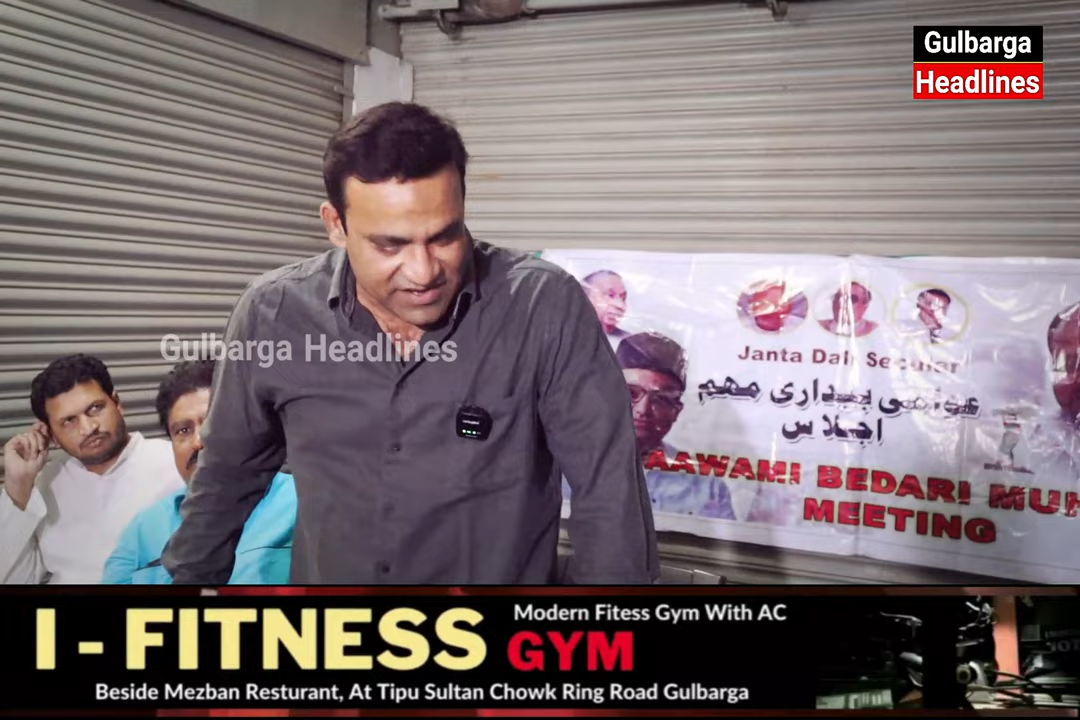 Gulbarga
Headlines
Gulbarga Headlines
Janta Dal Secular
عوامی بیداری مهم
اجلاس
AAWAMI BEDARI MUH
MEETING
I - FITNESS
Modern Fitess Gym With AC
GYM
Beside Mezban Resturant, At Tipu Sultan Chowk Ring Road Gulbarga